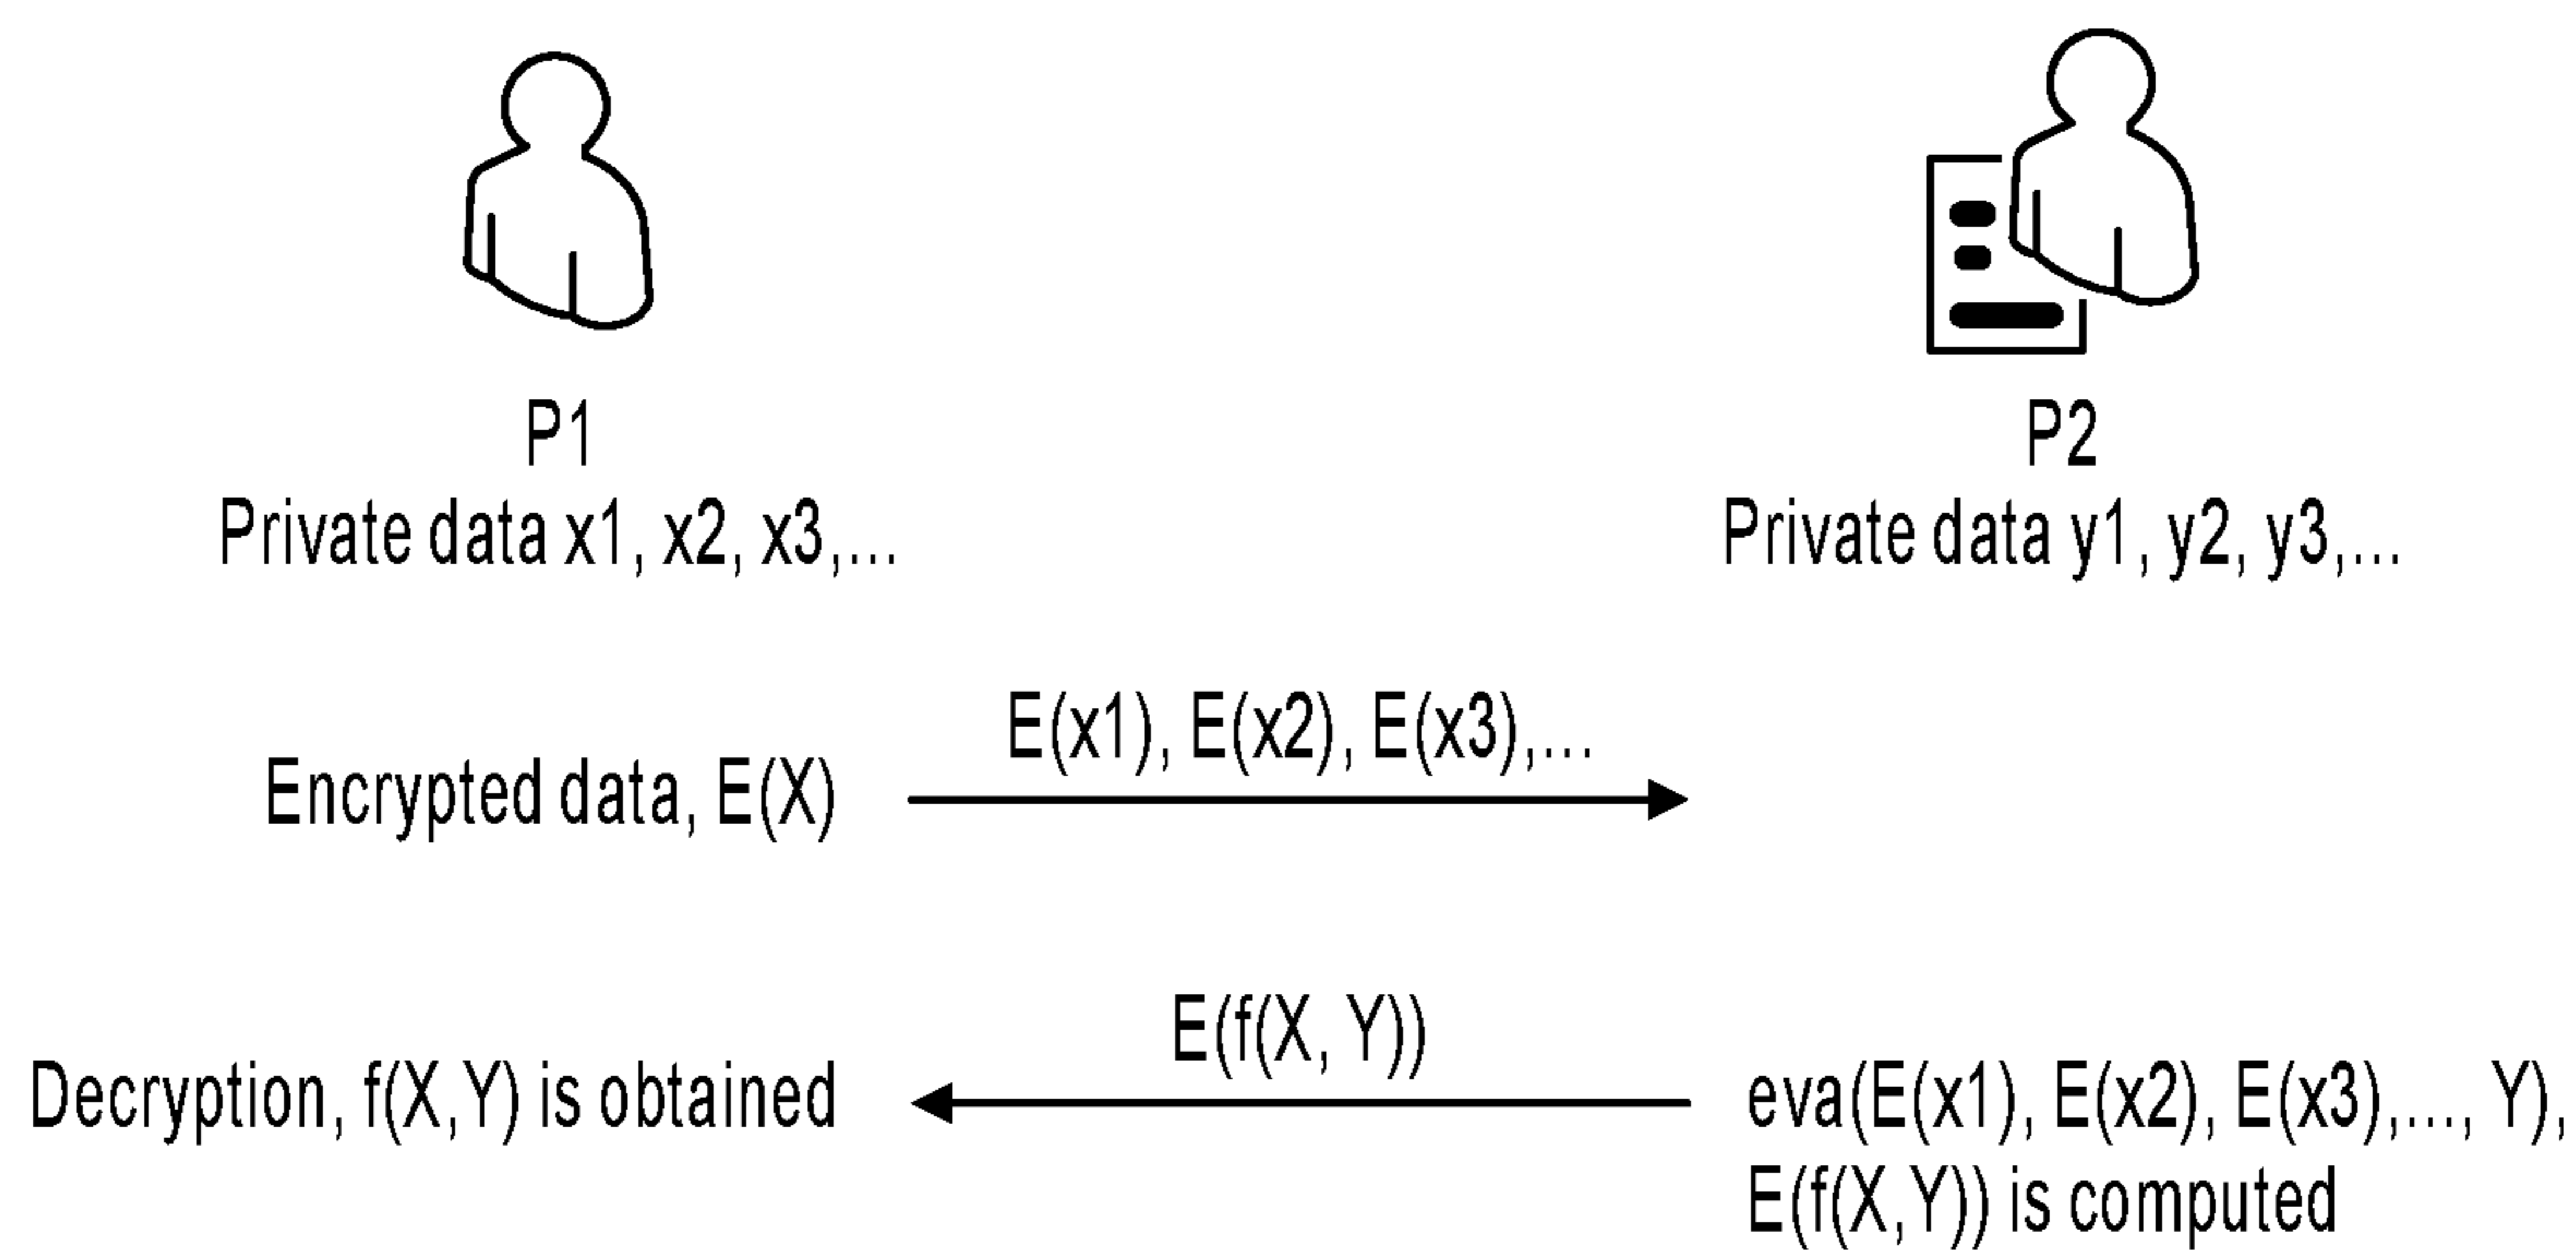 P1
Private data x1, x2, x3,...
P2
Private data y1, y2, y3,...
Encrypted data, E(X)
E(x1), E(x2), E(x3),...
Decryption, f(X,Y) is obtained
E(f(X, Y))
eva(E(x1), E(x2), E(x3),..., Y),
E(f(X,Y)) is computed